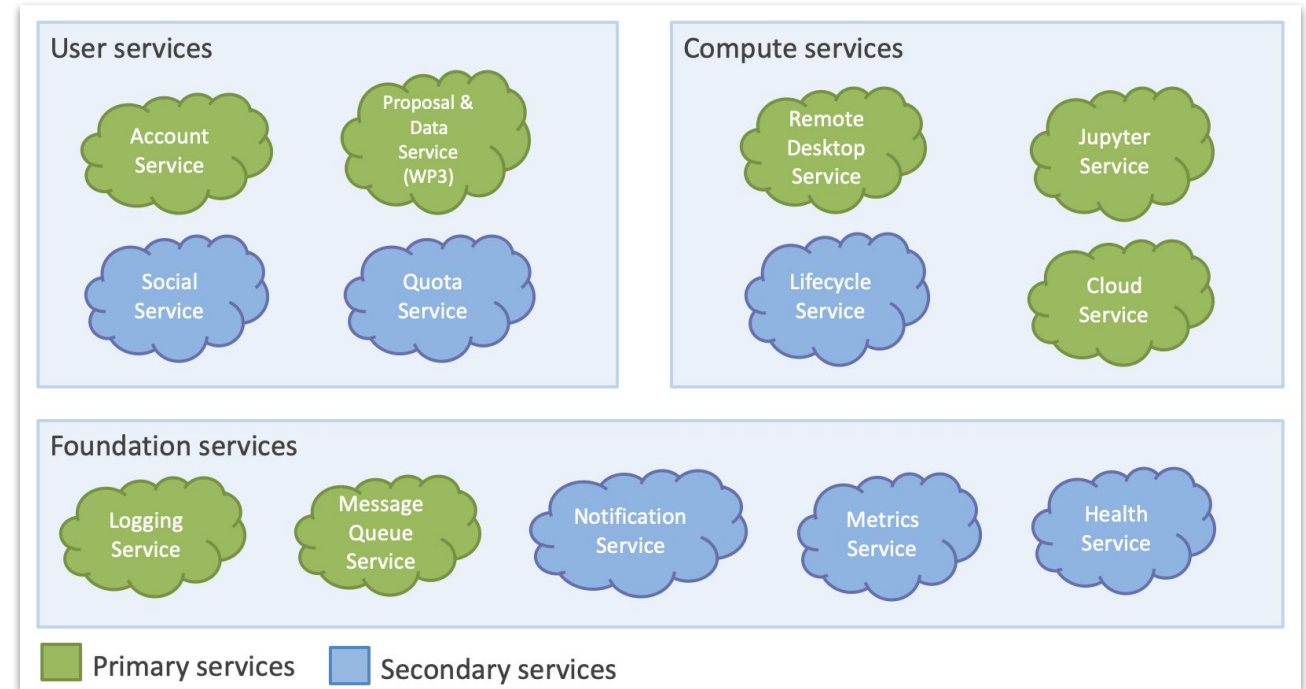 User services
Account
Service
Proposal &
Data
Service
(WP3)
Social
Service
Quota
Service
Compute services
Remote
Desktop
Service
Jupyter
Service
Lifecycle
Service
Cloud
Service
Foundation services
Logging
Service
Message
Queue
Service
Notification
Service
Metrics
Service
Health
Service
Primary services
Secondary services